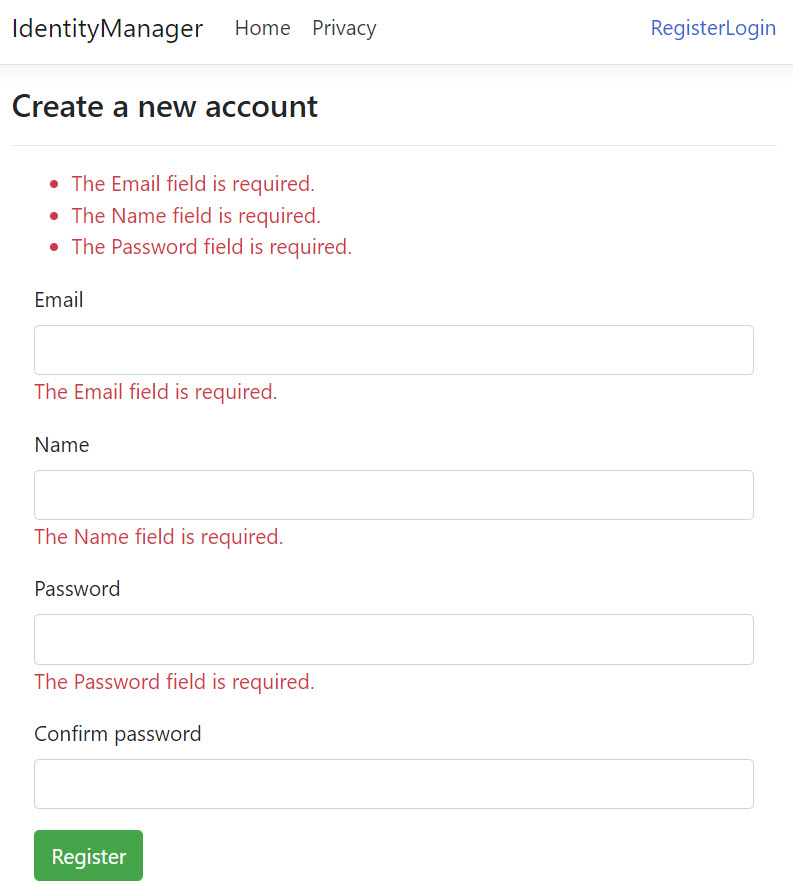 IdentityManager Home Privacy RegisterLogin
Create a new account
The Email field is required.
The Name field is required.
The Password field is required.
Email
The Email field is required.
Name
The Name field is required.
Password
The Password field is required.
Confirm password
Register